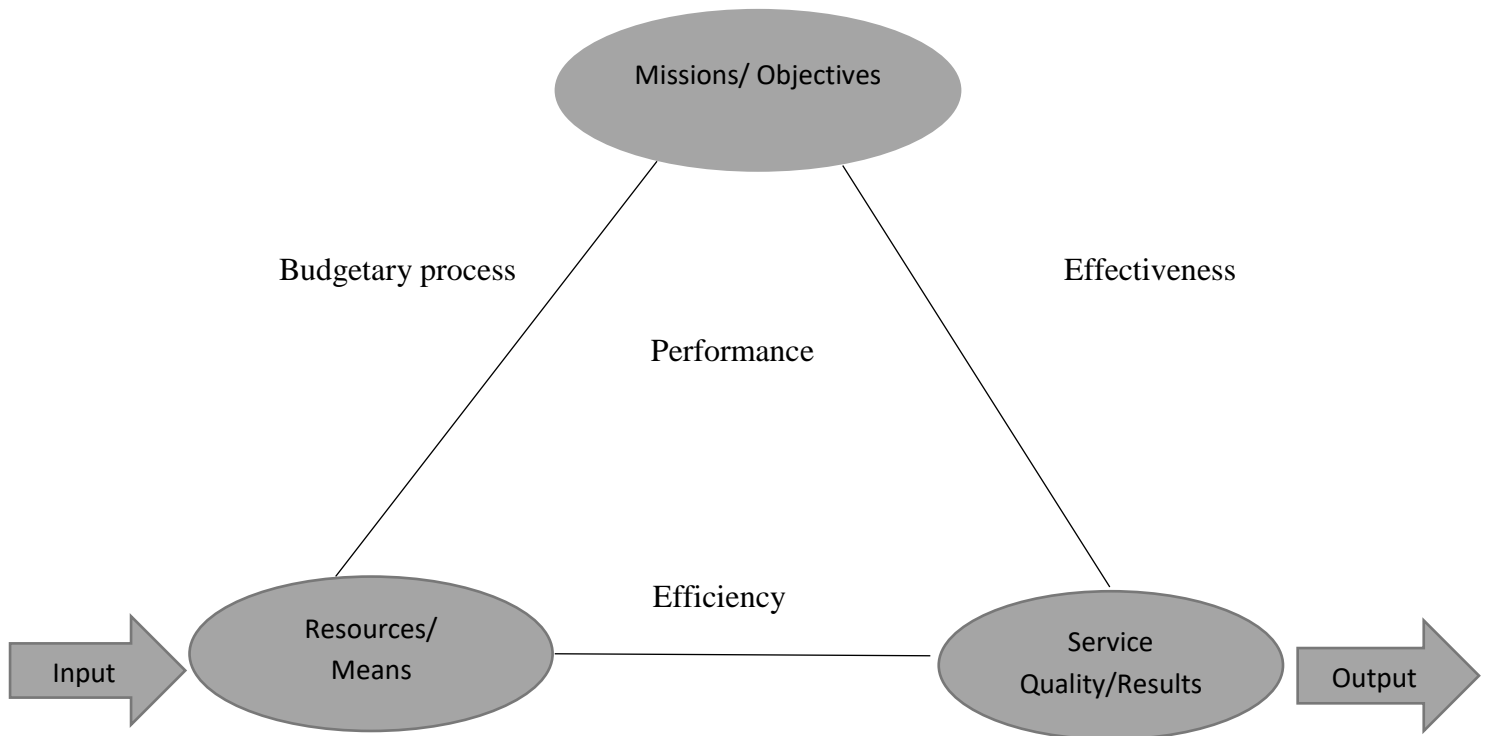 Missions/ Objectives
Budgetary process
Effectiveness
Performance
Efficiency
Input
Resources/
Means
Service
Quality/Results
Output